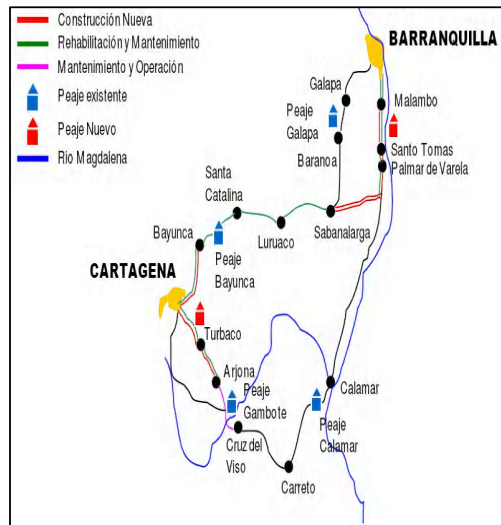 Construcción Nueva
Rehabilitación y Mantenimiento
Mantenimiento y Operación
Peaje existente
Peaje Nuevo
Rio Magdalena
BARRANQUILLA
Galapa
Malambo
Peaje
Galapa
Baranoa
Santo Tomas
Palmar de Varela
Santa
Catalina
Bayunca
Luruaco
Sabanalarga
Peaje
Bayunca
CARTAGENA
Turbaco
Arjona
Peaje
Gambote
Calamar
Peaje
Calamar
Cruz del
Viso
Carreto